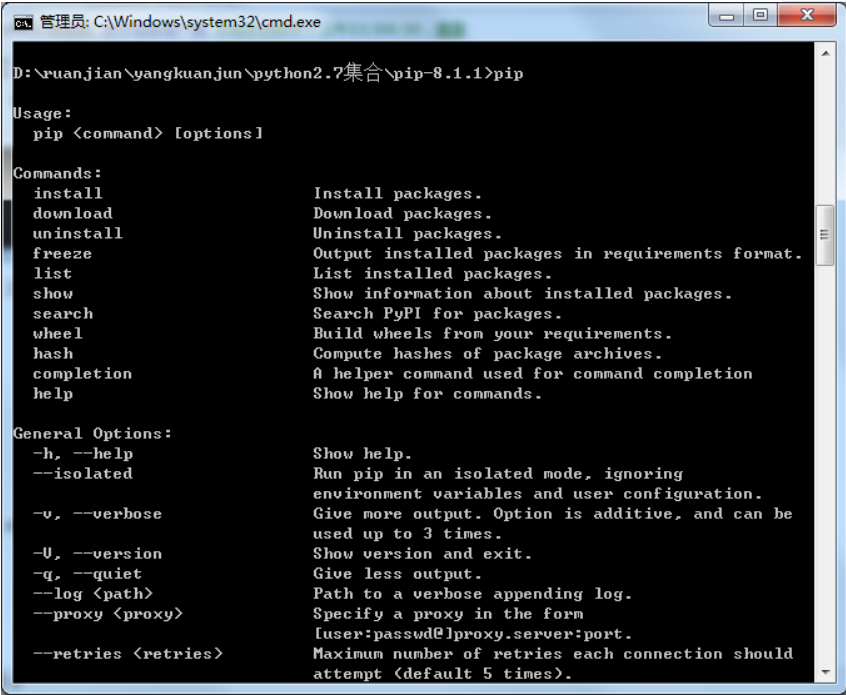 管理员: C:\Windows\system32\cmd.exe
D:\ruanjian\yangkuanjun\python2.7集合\pip-8.1.1>pip
Usage:
pip <command> [options]
Commands:
install Install packages.
download Download packages.
uninstall Uninstall packages.
freeze Output installed packages in requirements format.
list List installed packages.
show Show information about installed packages.
search Search PyPI for packages.
wheel Build wheels from your requirements.
hash Compute hashes of package archives.
completion A helper command used for command completion
help Show help for commands.
General Options:
-h, --help Show help.
--isolated Run pip in an isolated mode, ignoring
environment variables and user configuration.
-v, --verbose Give more output. Option is additive, and can be
used up to 3 times.
-V, --version Show version and exit.
-q, --quiet Give less output.
--log <path> Path to a verbose appending log.
--proxy <proxy> Specify a proxy in the form
[user:passwd@]proxy.server:port.
--retries <retries> Maximum number of retries each connection should
attempt (default 5 times).